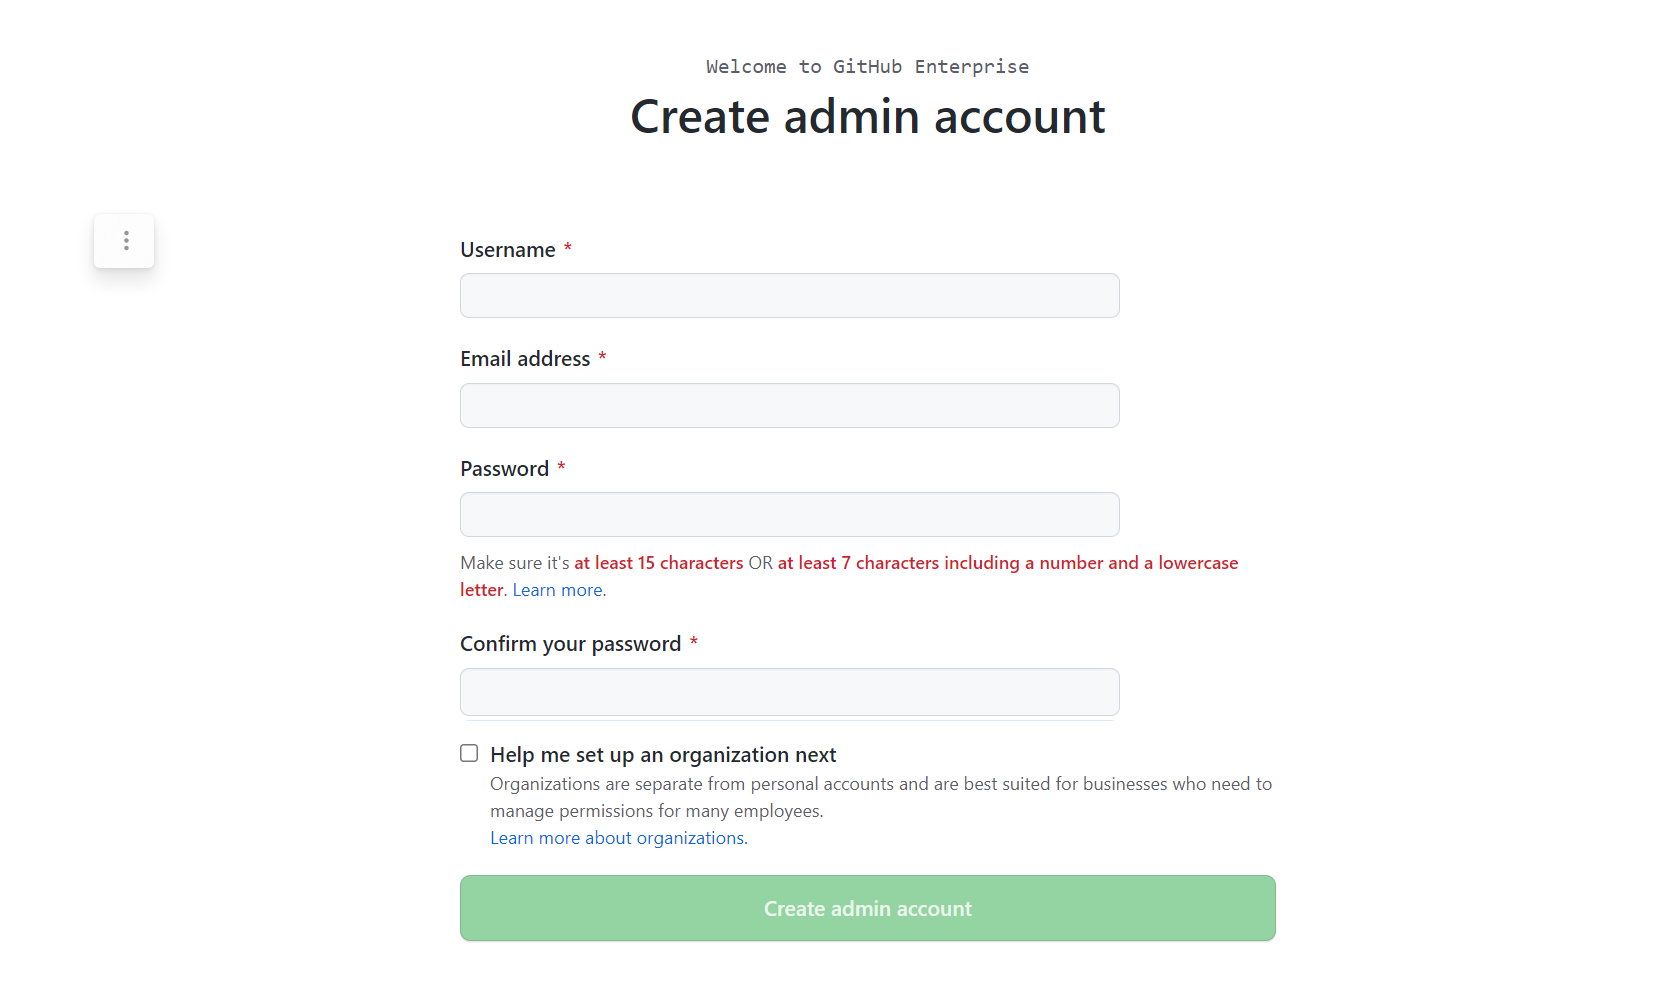 Welcome to GitHub Enterprise
Create admin account
Username *
Email address *
Password *
Make sure it's at least 15 characters OR at least 7 characters including a number and a lowercase
letter. Learn more.
Confirm your password *
Help me set up an organization next
Organizations are separate from personal accounts and are best suited for businesses who need to
manage permissions for many employees.
Learn more about organizations.
Create admin account